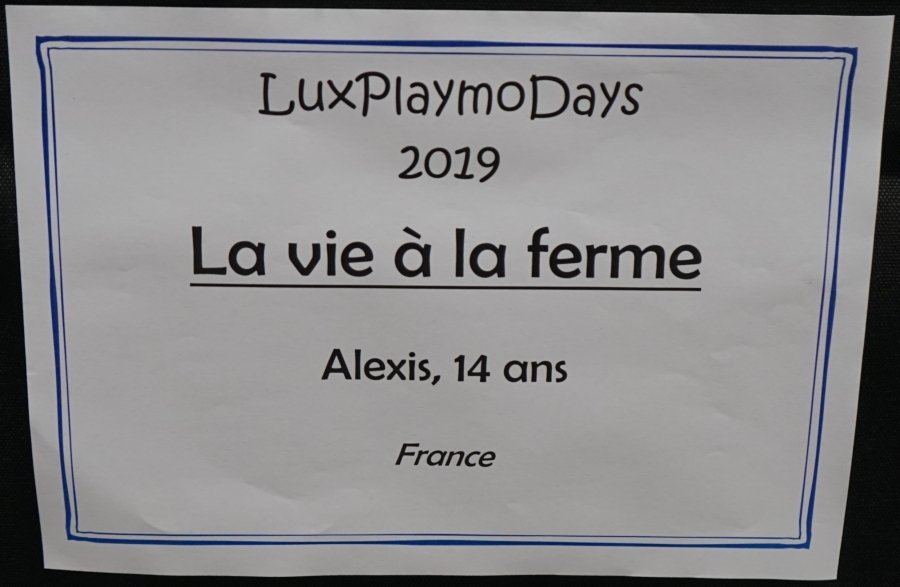 LuxPlaymoDays
2019
La vie à la ferme
Alexis, 14 ans
France